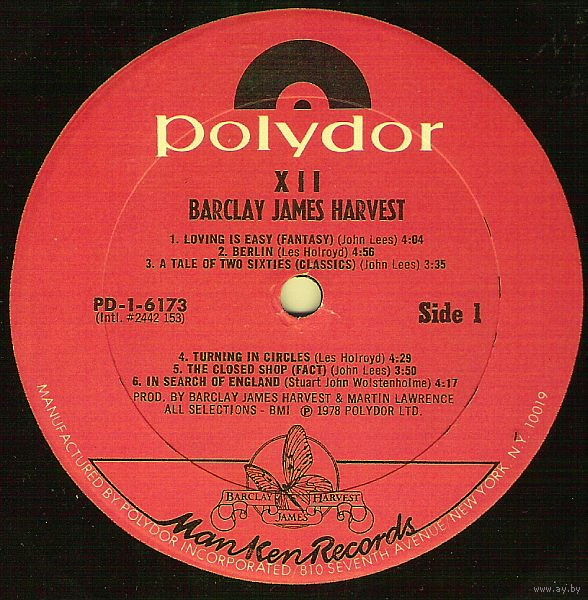 polydor
XII
BARCLAY JAMES HARVEST
1. LOVING IS EASY (FANTASY) (John Lees) 4:04
2. BERLIN (Les Holroyd) 4:56
3. A TALE OF TWO SIXTIES (CLASSICS) (John Lees) 3:35
PD-1-6173
(Intl. #2442 153)
Side 1
4. TURNING IN CIRCLES (Les Holroyd) 4:29
5. THE CLOSED SHOP (FACT) (John Lees) 3:50
6. IN SEARCH OF ENGLAND (Stuart John Wolstenholme) 4:17
PROD. BY BARCLAY JAMES HARVEST & MARTIN LAWRENCE
ALL SELECTIONS - BMI ℗ 1978 POLYDOR LTD.
BARCLAY HARVEST
JAMES
ManKen Records
MANUFACTURED BY POLYDOR INCORPORATED/810 SEVENTH AVENUE/NEW YORK, N.Y. 10019
www.ay.by